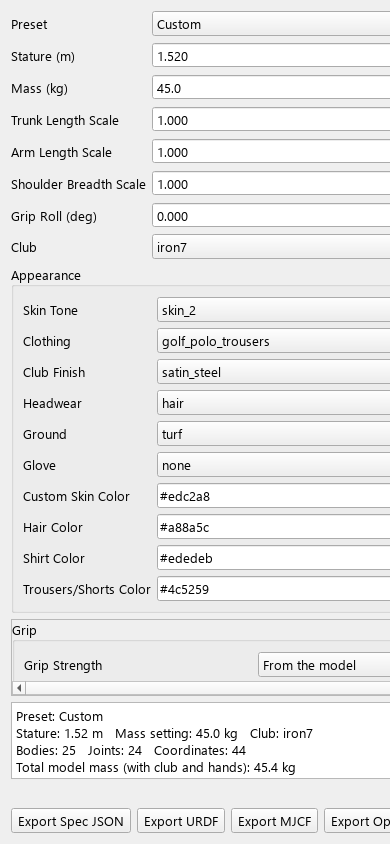 Preset Custom
Stature (m) 1.520
Mass (kg) 45.0
Trunk Length Scale 1.000
Arm Length Scale 1.000
Shoulder Breadth Scale 1.000
Grip Roll (deg) 0.000
Club iron7
Appearance
Skin Tone skin_2
Clothing golf_polo_trousers
Club Finish satin_steel
Headwear hair
Ground turf
Glove none
Custom Skin Color #edc2a8
Hair Color #a88a5c
Shirt Color #ededeb
Trousers/Shorts Color #4c5259
Grip
Grip Strength From the model
Preset: Custom
Stature: 1.52 m Mass setting: 45.0 kg Club: iron7
Bodies: 25 Joints: 24 Coordinates: 44
Total model mass (with club and hands): 45.4 kg
Export Spec JSON Export URDF Export MJCF Export Op